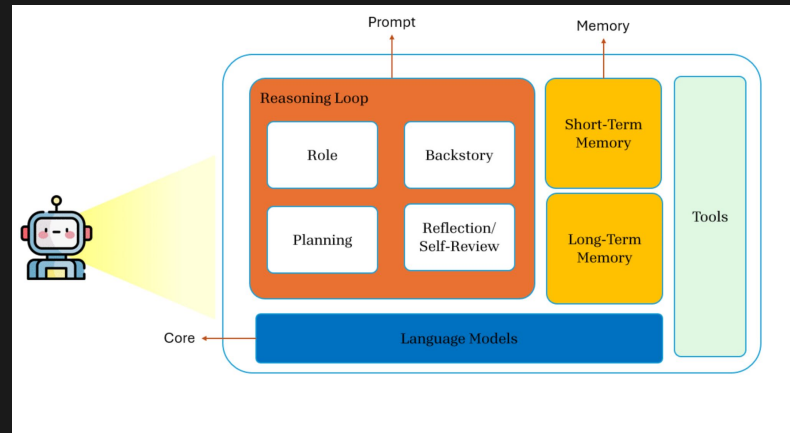 Prompt
Memory
Reasoning Loop
Role
Backstory
Planning
Reflection/
Self-Review
Short-Term
Memory
Long-Term
Memory
Tools
Core
Language Models